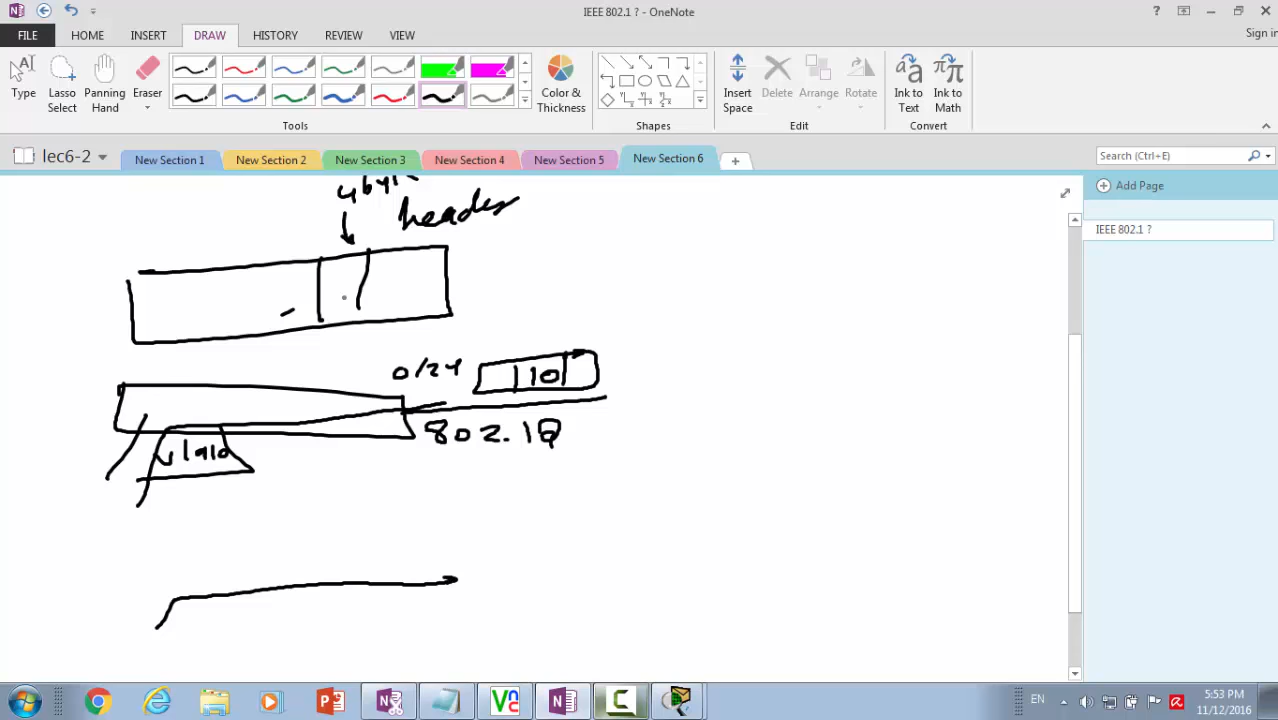 IEEE 802.1 ? - OneNote
?
FILE
HOME
INSERT
DRAW
HISTORY
REVIEW
VIEW
Sign in
Type
Lasso Select
Panning Hand
Eraser
Color & Thickness
Insert Space
Delete
Arrange
Rotate
Ink to Text
Ink to Math
Tools
Shapes
Edit
Convert
lec6-2
New Section 1
New Section 2
New Section 3
New Section 4
New Section 5
New Section 6
Search (Ctrl+E)
Add Page
IEEE 802.1 ?
header
0/24
10
802.1Q
EN
5:53 PM
11/12/2016